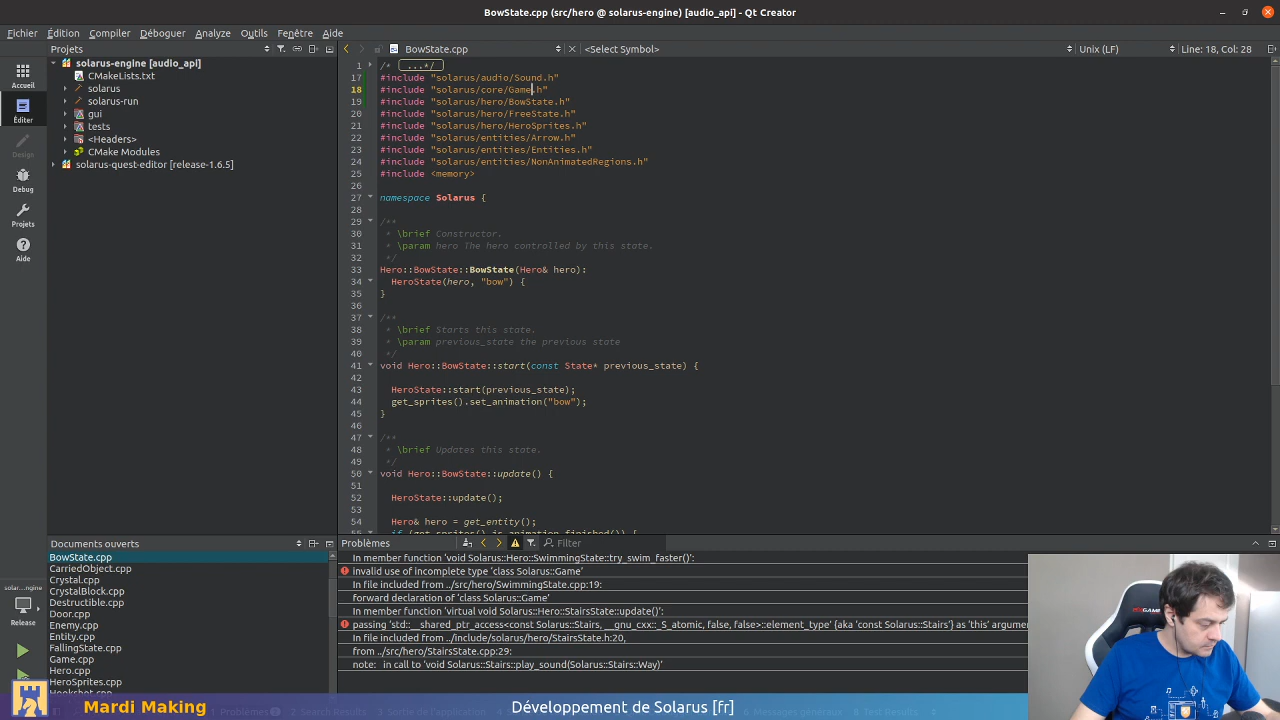 BowState.cpp (src/hero @ solarus-engine) [audio_api] - Qt Creator
Fichier Édition Compiler Déboguer Analyze Outils Fenêtre Aide
Projets
BowState.cpp <Select Symbol> Unix (LF) Line: 18, Col: 28
Accueil
Éditer
Design
Debug
Projets
Aide
solarus-engine [audio_api]
CMakeLists.txt
solarus
solarus-run
gui
tests
<Headers>
CMake Modules
solarus-quest-editor [release-1.6.5]
1 /* ...*/
17 #include "solarus/audio/Sound.h"
18 #include "solarus/core/Game.h"
19 #include "solarus/hero/BowState.h"
20 #include "solarus/hero/FreeState.h"
21 #include "solarus/hero/HeroSprites.h"
22 #include "solarus/entities/Arrow.h"
23 #include "solarus/entities/Entities.h"
24 #include "solarus/entities/NonAnimatedRegions.h"
25 #include <memory>
26
27 namespace Solarus {
28
29 /**
30 * \brief Constructor.
31 * \param hero The hero controlled by this state.
32 */
33 Hero::BowState::BowState(Hero& hero):
34 HeroState(hero, "bow") {
35 }
36
37 /**
38 * \brief Starts this state.
39 * \param previous_state the previous state
40 */
41 void Hero::BowState::start(const State* previous_state) {
42
43 HeroState::start(previous_state);
44 get_sprites().set_animation("bow");
45 }
46
47 /**
48 * \brief Updates this state.
49 */
50 void Hero::BowState::update() {
51
52 HeroState::update();
53
54 Hero& hero = get_entity();
55 if (get_sprites().is_animation_finished()) {
Documents ouverts
BowState.cpp
CarriedObject.cpp
Crystal.cpp
CrystalBlock.cpp
Destructible.cpp
Door.cpp
Enemy.cpp
Entity.cpp
FallingState.cpp
Game.cpp
Hero.cpp
HeroSprites.cpp
Hookshot.cpp
solar...ngine
Release
Problèmes Filter
In member function 'void Solarus::Hero::SwimmingState::try_swim_faster()':
invalid use of incomplete type 'class Solarus::Game'
In file included from ../src/hero/SwimmingState.cpp:19:
forward declaration of 'class Solarus::Game'
In member function 'virtual void Solarus::Hero::StairsState::update()':
passing 'std::__shared_ptr_access<const Solarus::Stairs, __gnu_cxx::_S_atomic, false, false>::element_type' {aka 'const Solarus::Stairs'} as 'this' argumen
In file included from ../include/solarus/hero/StairsState.h:20,
from ../src/hero/StairsState.cpp:29:
note: in call to 'void Solarus::Stairs::play_sound(Solarus::Stairs::Way)'
Mardi Making
Développement de Solarus [fr]